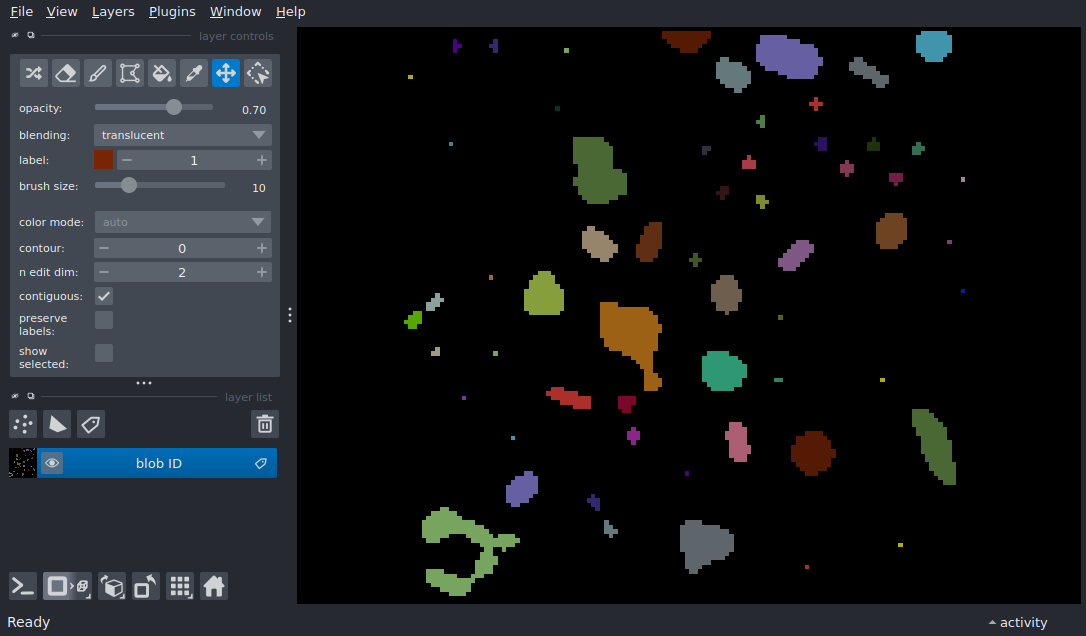 File View Layers Plugins Window Help
layer controls
opacity: 0.70
blending: translucent
label: 1
brush size: 10
color mode: auto
contour: 0
n edit dim: 2
contiguous:
preserve
labels:
show
selected:
layer list
blob ID
Ready
activity